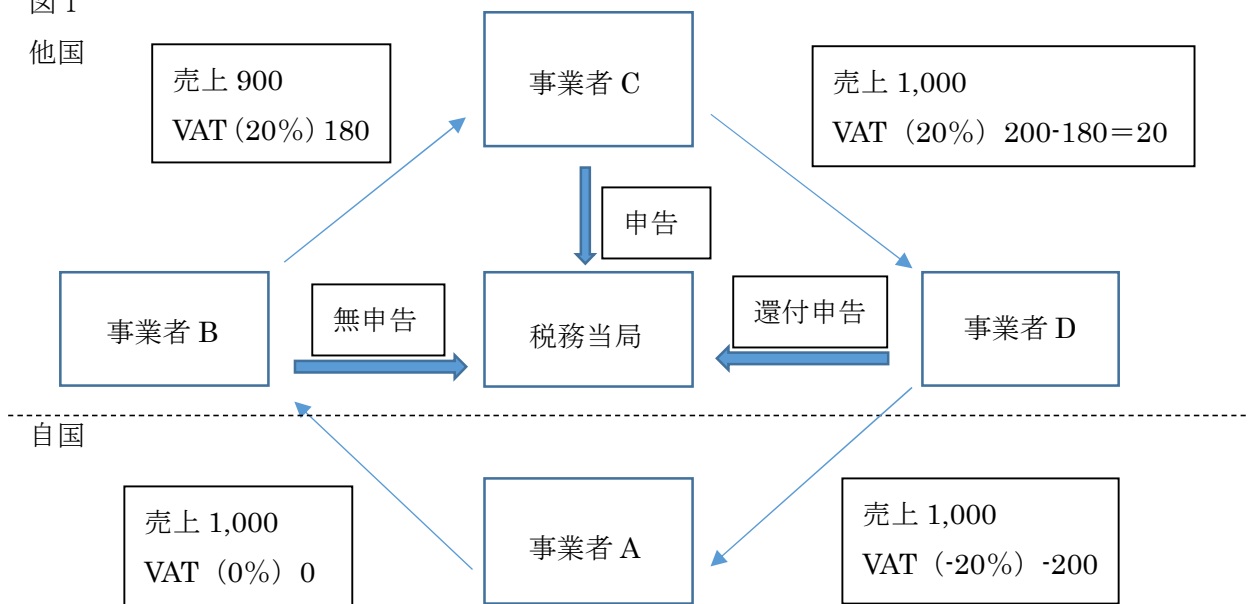 図1
他国
売上 900
VAT（20%）180
事業者 C
売上 1,000
VAT（20%）200-180＝20
申告
事業者 B
無申告
税務当局
還付申告
事業者 D
自国
売上 1,000
VAT（0%）0
事業者 A
売上 1,000
VAT（-20%）-200